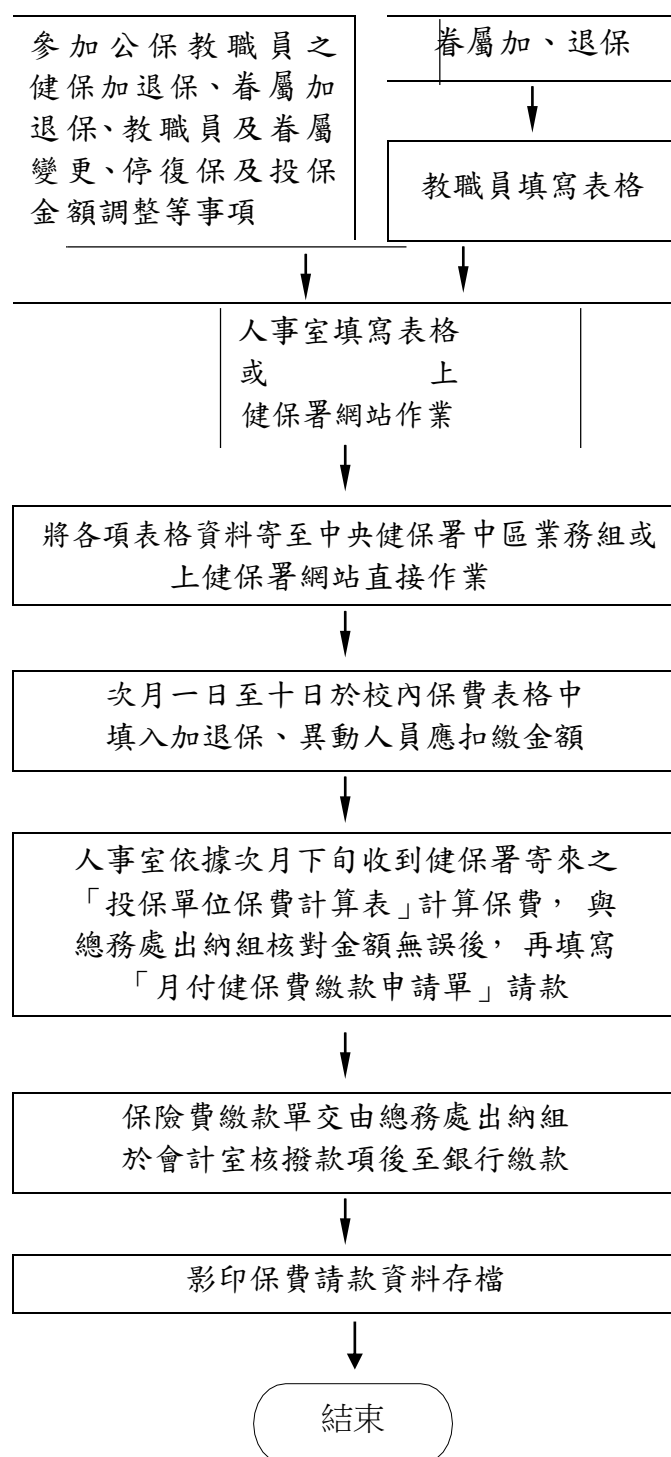 參加公保教職員之
健保加退保、眷屬加
退保、教職員及眷屬
變更、停復保及投保
金額調整等事項
眷屬加、退保
教職員填寫表格
人事室填寫表格
或 上
健保署網站作業
將各項表格資料寄至中央健保署中區業務組或
上健保署網站直接作業
次月一日至十日於校內保費表格中
填入加退保、異動人員應扣繳金額
人事室依據次月下旬收到健保署寄來之
「投保單位保費計算表」計算保費, 與
總務處出納組核對金額無誤後, 再填寫
「月付健保費繳款申請單」請款
保險費繳款單交由總務處出納組
於會計室核撥款項後至銀行繳款
影印保費請款資料存檔
結束